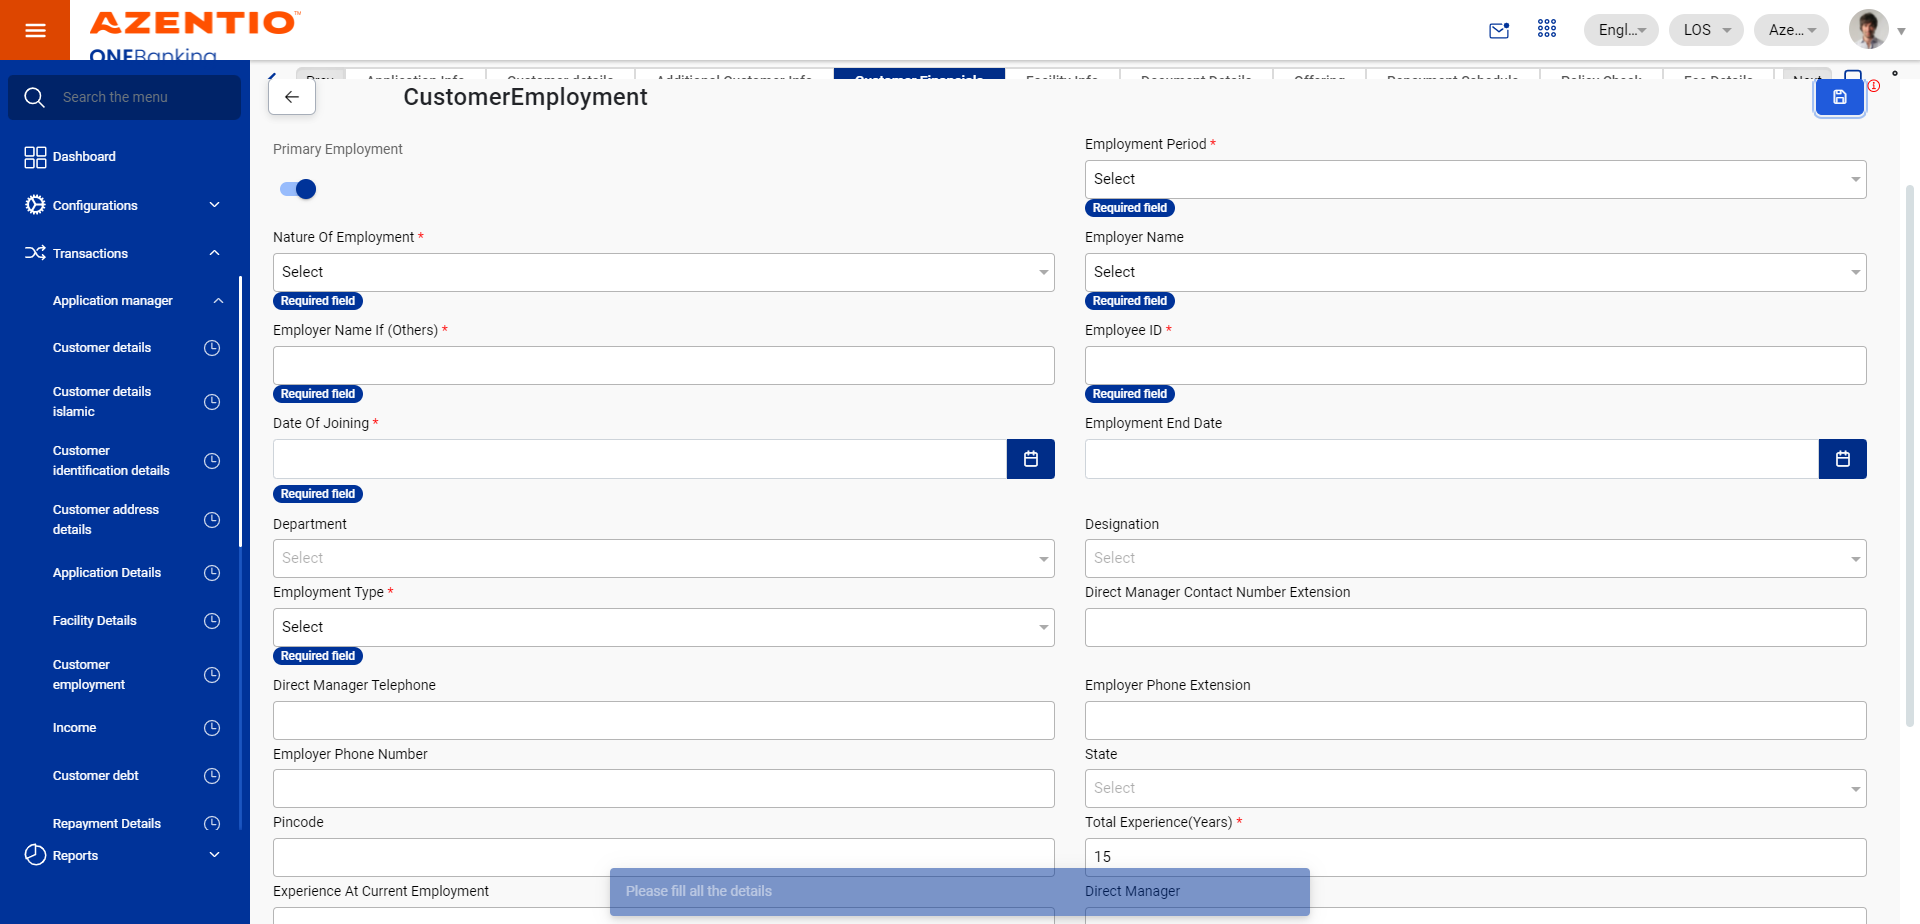 AZENTIO™
ONEBanking
Engl...
LOS
Aze...
Search the menu
Dashboard
Configurations
Transactions
Application manager
Customer details
Customer details
islamic
Customer
identification details
Customer address
details
Application Details
Facility Details
Customer
employment
Income
Customer debt
Repayment Details
Reports
Prev
Application Info
Customer details
Additional Customer Info
Customer Financials
Facility Info
Document Details
Offering
Repayment Schedule
Policy Check
Fee Details
Next
CustomerEmployment
Primary Employment
Employment Period *
Select
Required field
Nature Of Employment *
Select
Required field
Employer Name
Select
Required field
Employer Name If (Others) *
Required field
Employee ID *
Required field
Date Of Joining *
Required field
Employment End Date
Department
Select
Designation
Select
Employment Type *
Select
Required field
Direct Manager Contact Number Extension
Direct Manager Telephone
Employer Phone Extension
Employer Phone Number
State
Select
Pincode
Total Experience(Years) *
15
Experience At Current Employment
Direct Manager
Please fill all the details